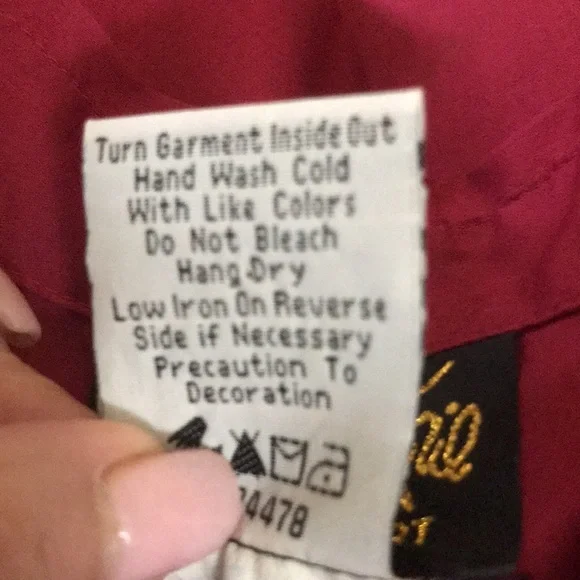 Turn Garment Inside Out
Hand Wash Cold
With Like Colors
Do Not Bleach
Hang Dry
Low Iron On Reverse
Side if Necessary
Precaution To
Decoration
4478